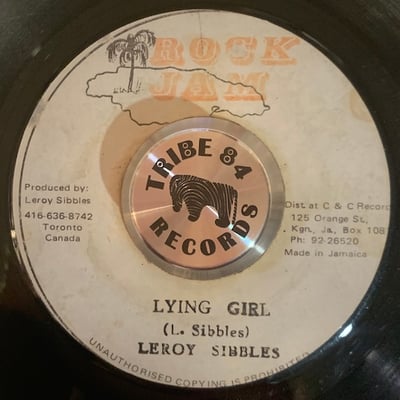 ROCK
JAM
TRIBE 84
RECORDS
Produced by:
Leroy Sibbles
416-636-8742
Toronto
Canada
Dist. at C & C Record
125 Orange St.,
Kgn., Ja., Box 108
Ph: 92-26520
Made in Jamaica
LYING GIRL
(L. Sibbles)
LEROY SIBBLES
UNAUTHORISED COPYING IS PROHIBITED